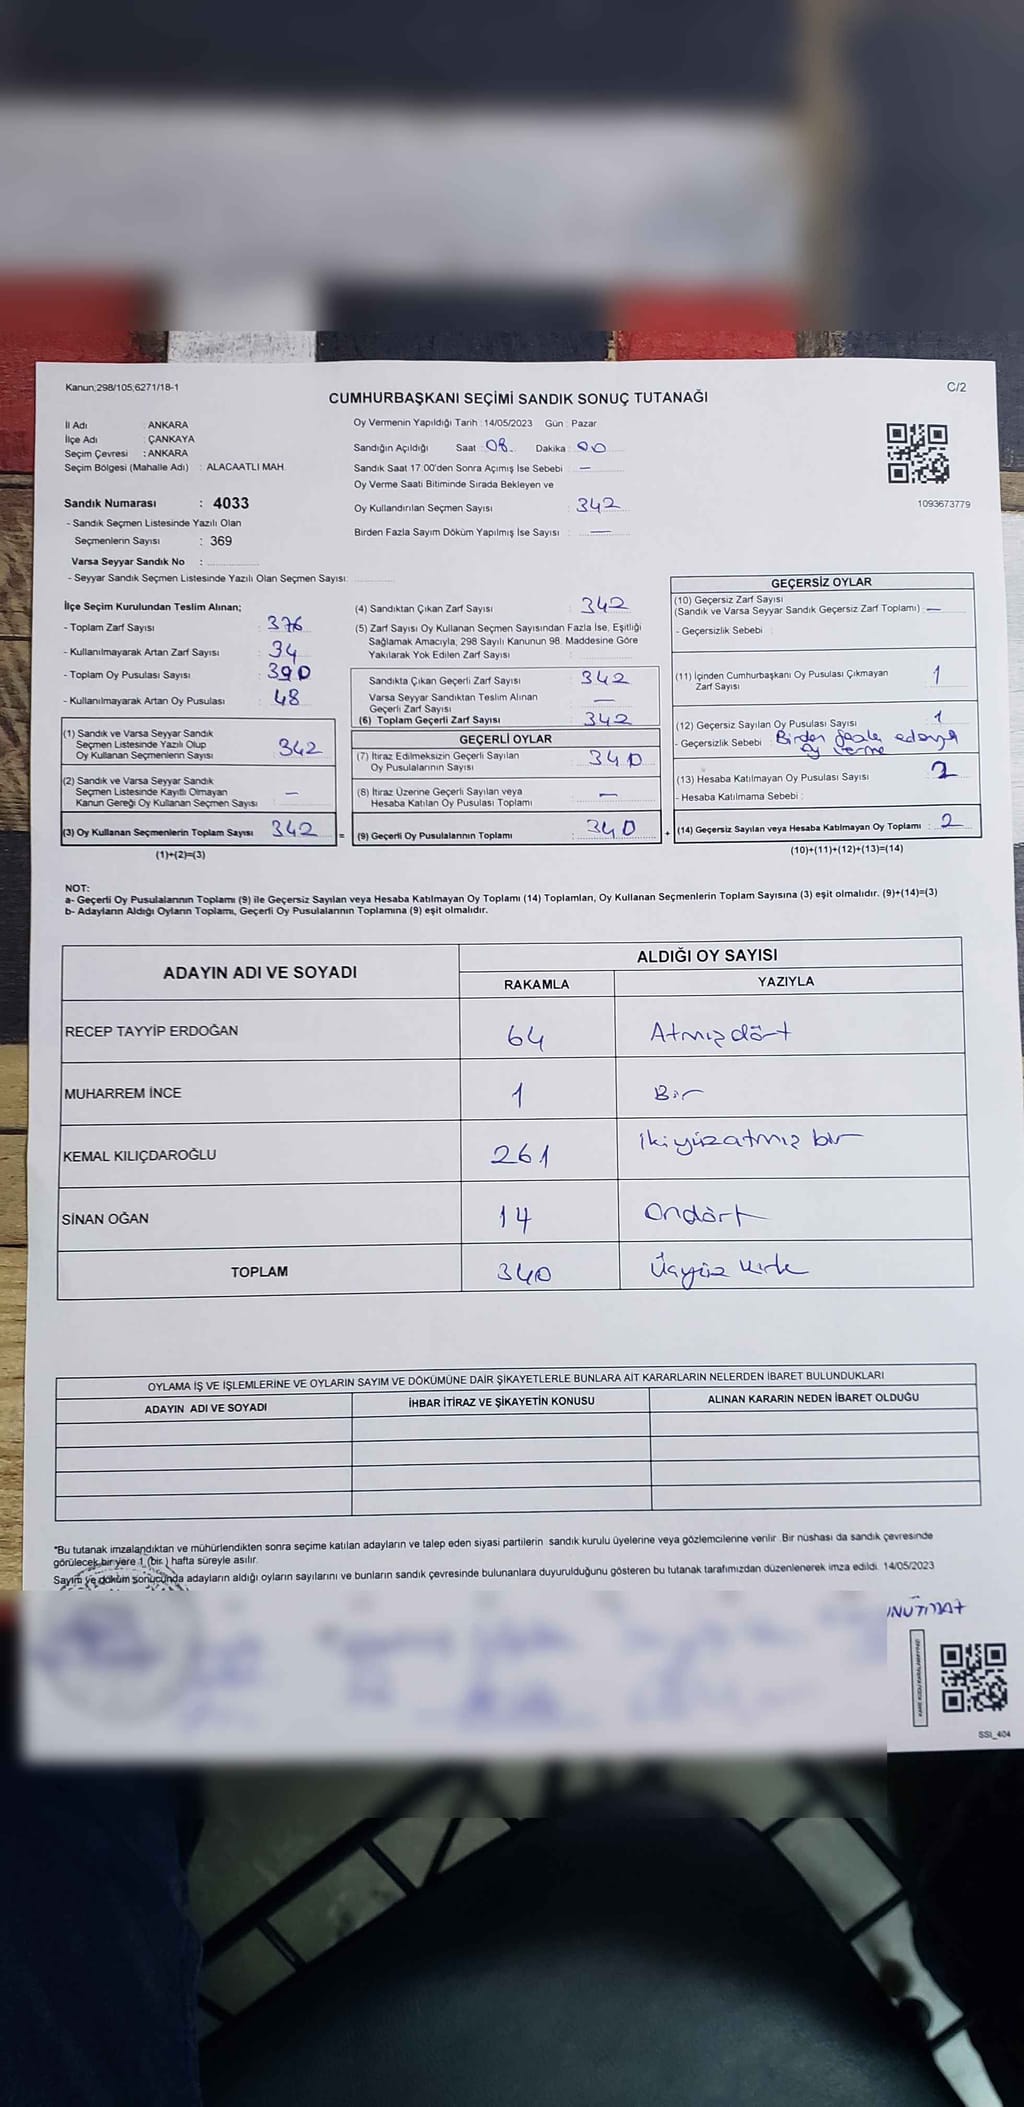 Kanun;298/105;6271/18-1
C/2
CUMHURBAŞKANI SEÇİMİ SANDIK SONUÇ TUTANAĞI
İl Adı : ANKARA
İlçe Adı : ÇANKAYA
Seçim Çevresi : ANKARA
Seçim Bölgesi (Mahalle Adı) : ALACAATLI MAH.
Oy Vermenin Yapıldığı Tarih :14/05/2023 Gün : Pazar
Sandığın Açıldığı Saat : 08 Dakika : 00
Sandık Saat 17.00'den Sonra Açımış İse Sebebi : —
Oy Verme Saati Bitiminde Sırada Bekleyen ve
Oy Kullandırılan Seçmen Sayısı : 342
Birden Fazla Sayım Döküm Yapılmış İse Sayısı : —
1093673779
Sandık Numarası : 4033
- Sandık Seçmen Listesinde Yazılı Olan
Seçmenlerin Sayısı : 369
Varsa Seyyar Sandık No :
- Seyyar Sandık Seçmen Listesinde Yazılı Olan Seçmen Sayısı:
İlçe Seçim Kurulundan Teslim Alınan;
- Toplam Zarf Sayısı : 376
- Kullanılmayarak Artan Zarf Sayısı : 34
- Toplam Oy Pusulası Sayısı : 390
- Kullanılmayarak Artan Oy Pusulası : 48
(1) Sandık ve Varsa Seyyar Sandık
Seçmen Listesinde Yazılı Olup
Oy Kullanan Seçmenlerin Sayısı : 342
(2) Sandık ve Varsa Seyyar Sandık
Seçmen Listesinde Kayıtlı Olmayan
Kanun Gereği Oy Kullanan Seçmen Sayısı : —
(3) Oy Kullanan Seçmenlerin Toplam Sayısı : 342 =
(1)+(2)=(3)
(4) Sandıktan Çıkan Zarf Sayısı : 342
(5) Zarf Sayısı Oy Kullanan Seçmen Sayısından Fazla İse, Eşitliği
Sağlamak Amacıyla; 298 Sayılı Kanunun 98. Maddesine Göre
Yakılarak Yok Edilen Zarf Sayısı :
Sandıkta Çıkan Geçerli Zarf Sayısı : 342
Varsa Seyyar Sandıktan Teslim Alınan
Geçerli Zarf Sayısı : —
(6) Toplam Geçerli Zarf Sayısı : 342
GEÇERLİ OYLAR
(7) İtiraz Edilmeksizin Geçerli Sayılan
Oy Pusulalarının Sayısı : 340
(8) İtiraz Üzerine Geçerli Sayılan veya
Hesaba Katılan Oy Pusulası Toplamı : —
(9) Geçerli Oy Pusulalarının Toplamı : 340 +
GEÇERSİZ OYLAR
(10) Geçersiz Zarf Sayısı
(Sandık ve Varsa Seyyar Sandık Geçersiz Zarf Toplamı) : —
- Geçersizlik Sebebi :
(11) İçinden Cumhurbaşkanı Oy Pusulası Çıkmayan
Zarf Sayısı : 1
(12) Geçersiz Sayılan Oy Pusulası Sayısı : 1
- Geçersizlik Sebebi : Birden fazla adaya
oy verme
(13) Hesaba Katılmayan Oy Pusulası Sayısı : 2
- Hesaba Katılmama Sebebi :
(14) Geçersiz Sayılan veya Hesaba Katılmayan Oy Toplamı : 2
(10)+(11)+(12)+(13)=(14)
NOT:
a- Geçerli Oy Pusulalarının Toplamı (9) ile Geçersiz Sayılan veya Hesaba Katılmayan Oy Toplamı (14) Toplamları, Oy Kullanan Seçmenlerin Toplam Sayısına (3) eşit olmalıdır. (9)+(14)=(3)
b- Adayların Aldığı Oyların Toplamı, Geçerli Oy Pusulalarının Toplamına (9) eşit olmalıdır.
ADAYIN ADI VE SOYADI
ALDIĞI OY SAYISI
RAKAMLA YAZIYLA
RECEP TAYYİP ERDOĞAN 64 Atmışdört
MUHARREM İNCE 1 Bir
KEMAL KILIÇDAROĞLU 261 ikiyüzatmış bir
SİNAN OĞAN 14 Ondört
TOPLAM 340 Üçyüz kırk
OYLAMA İŞ VE İŞLEMLERİNE VE OYLARIN SAYIM VE DÖKÜMÜNE DAİR ŞİKAYETLERLE BUNLARA AİT KARARLARIN NELERDEN İBARET BULUNDUKLARI
ADAYIN ADI VE SOYADI İHBAR İTİRAZ VE ŞİKAYETİN KONUSU ALINAN KARARIN NEDEN İBARET OLDUĞU
*Bu tutanak imzalandıktan ve mühürlendikten sonra seçime katılan adayların ve talep eden siyasi partilerin sandık kurulu üyelerine veya gözlemcilerine verilir. Bir nüshası da sandık çevresinde
görülecek bir yere 1 (bir) hafta süreyle asılır.
Sayım ve döküm sonucunda adayların aldığı oyların sayılarını ve bunların sandık çevresinde bulunanlara duyurulduğunu gösteren bu tutanak tarafımızdan düzenlenerek imza edildi. 14/05/2023
SSI_404